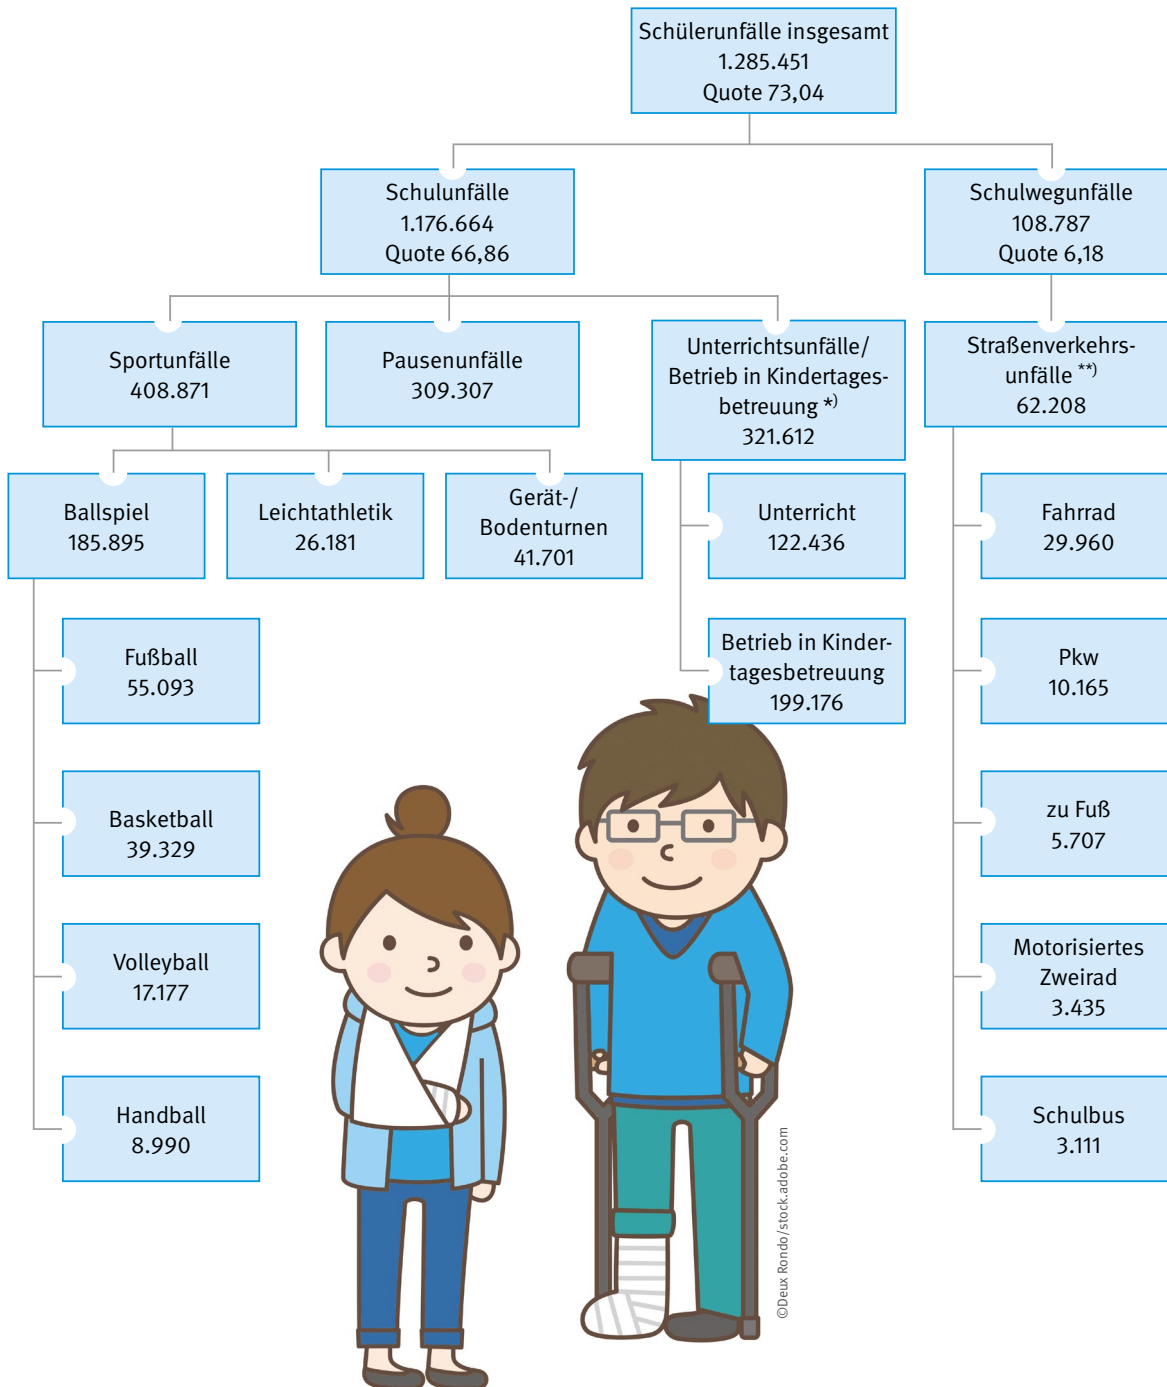 Schülerunfälle insgesamt
1.285.451
Quote 73,04
Schulunfälle
1.176.664
Quote 66,86
Schulwegunfälle
108.787
Quote 6,18
Sportunfälle
408.871
Pausenunfälle
309.307
Unterrichtsunfälle/
Betrieb in Kindertages-
betreuung *)
321.612
Straßenverkehrs-
unfälle **)
62.208
Ballspiel
185.895
Leichtathletik
26.181
Gerät-/
Bodenturnen
41.701
Unterricht
122.436
Fahrrad
29.960
Fußball
55.093
Betrieb in Kinder-
tagesbetreuung
199.176
Pkw
10.165
Basketball
39.329
zu Fuß
5.707
Volleyball
17.177
Motorisiertes
Zweirad
3.435
Handball
8.990
Schulbus
3.111
©Deux Rondo/stock.adobe.com